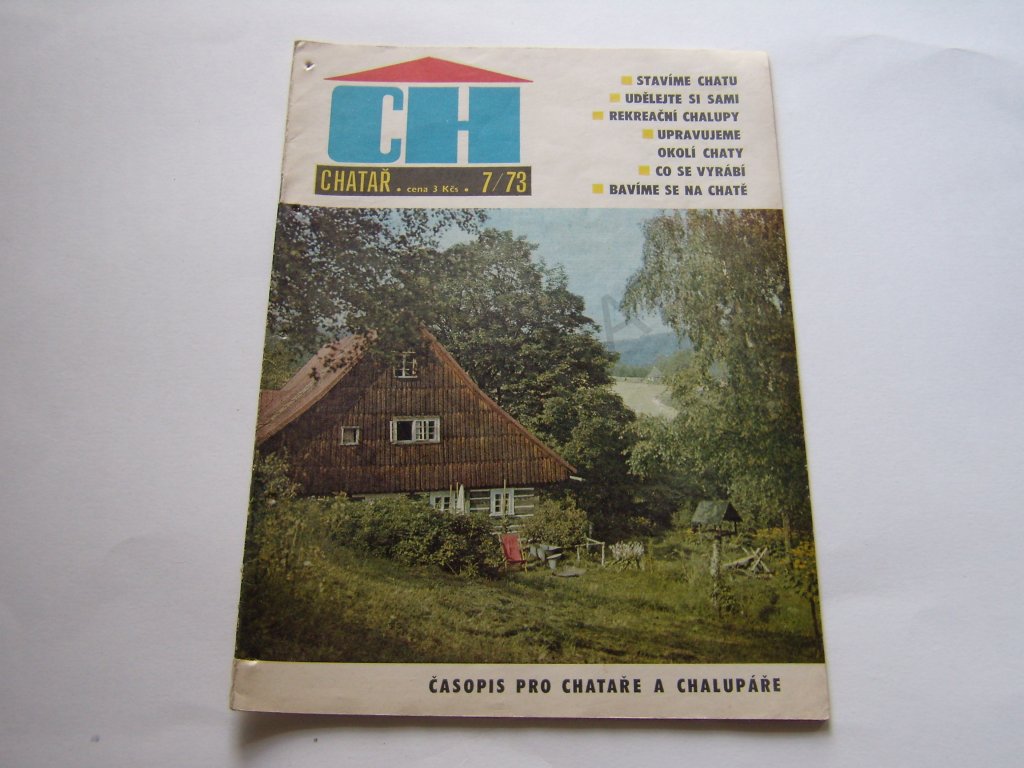 CH
CHATAŘ • cena 3 Kčs • 7/73
STAVÍME CHATU
UDĚLEJTE SI SAMI
REKREAČNÍ CHALUPY
UPRAVUJEME
OKOLÍ CHATY
CO SE VYRÁBÍ
BAVÍME SE NA CHATĚ
ČASOPIS PRO CHATAŘE A CHALUPÁŘE